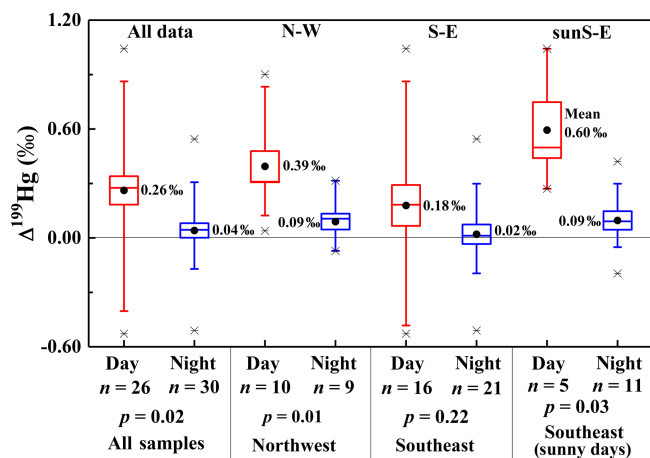 All data N-W S-E sunS-E
1.20
Mean
0.60 ‰
0.60
0.39 ‰
0.26 ‰
0.18 ‰
0.09 ‰
0.09 ‰
0.04 ‰
0.02 ‰
0.00
-0.60
Δ¹⁹⁹Hg (‰)
Day Night Day Night Day Night Day Night
n = 26 n = 30 n = 10 n = 9 n = 16 n = 21 n = 5 n = 11
p = 0.02 p = 0.01 p = 0.22 p = 0.03
All samples Northwest Southeast Southeast
(sunny days)